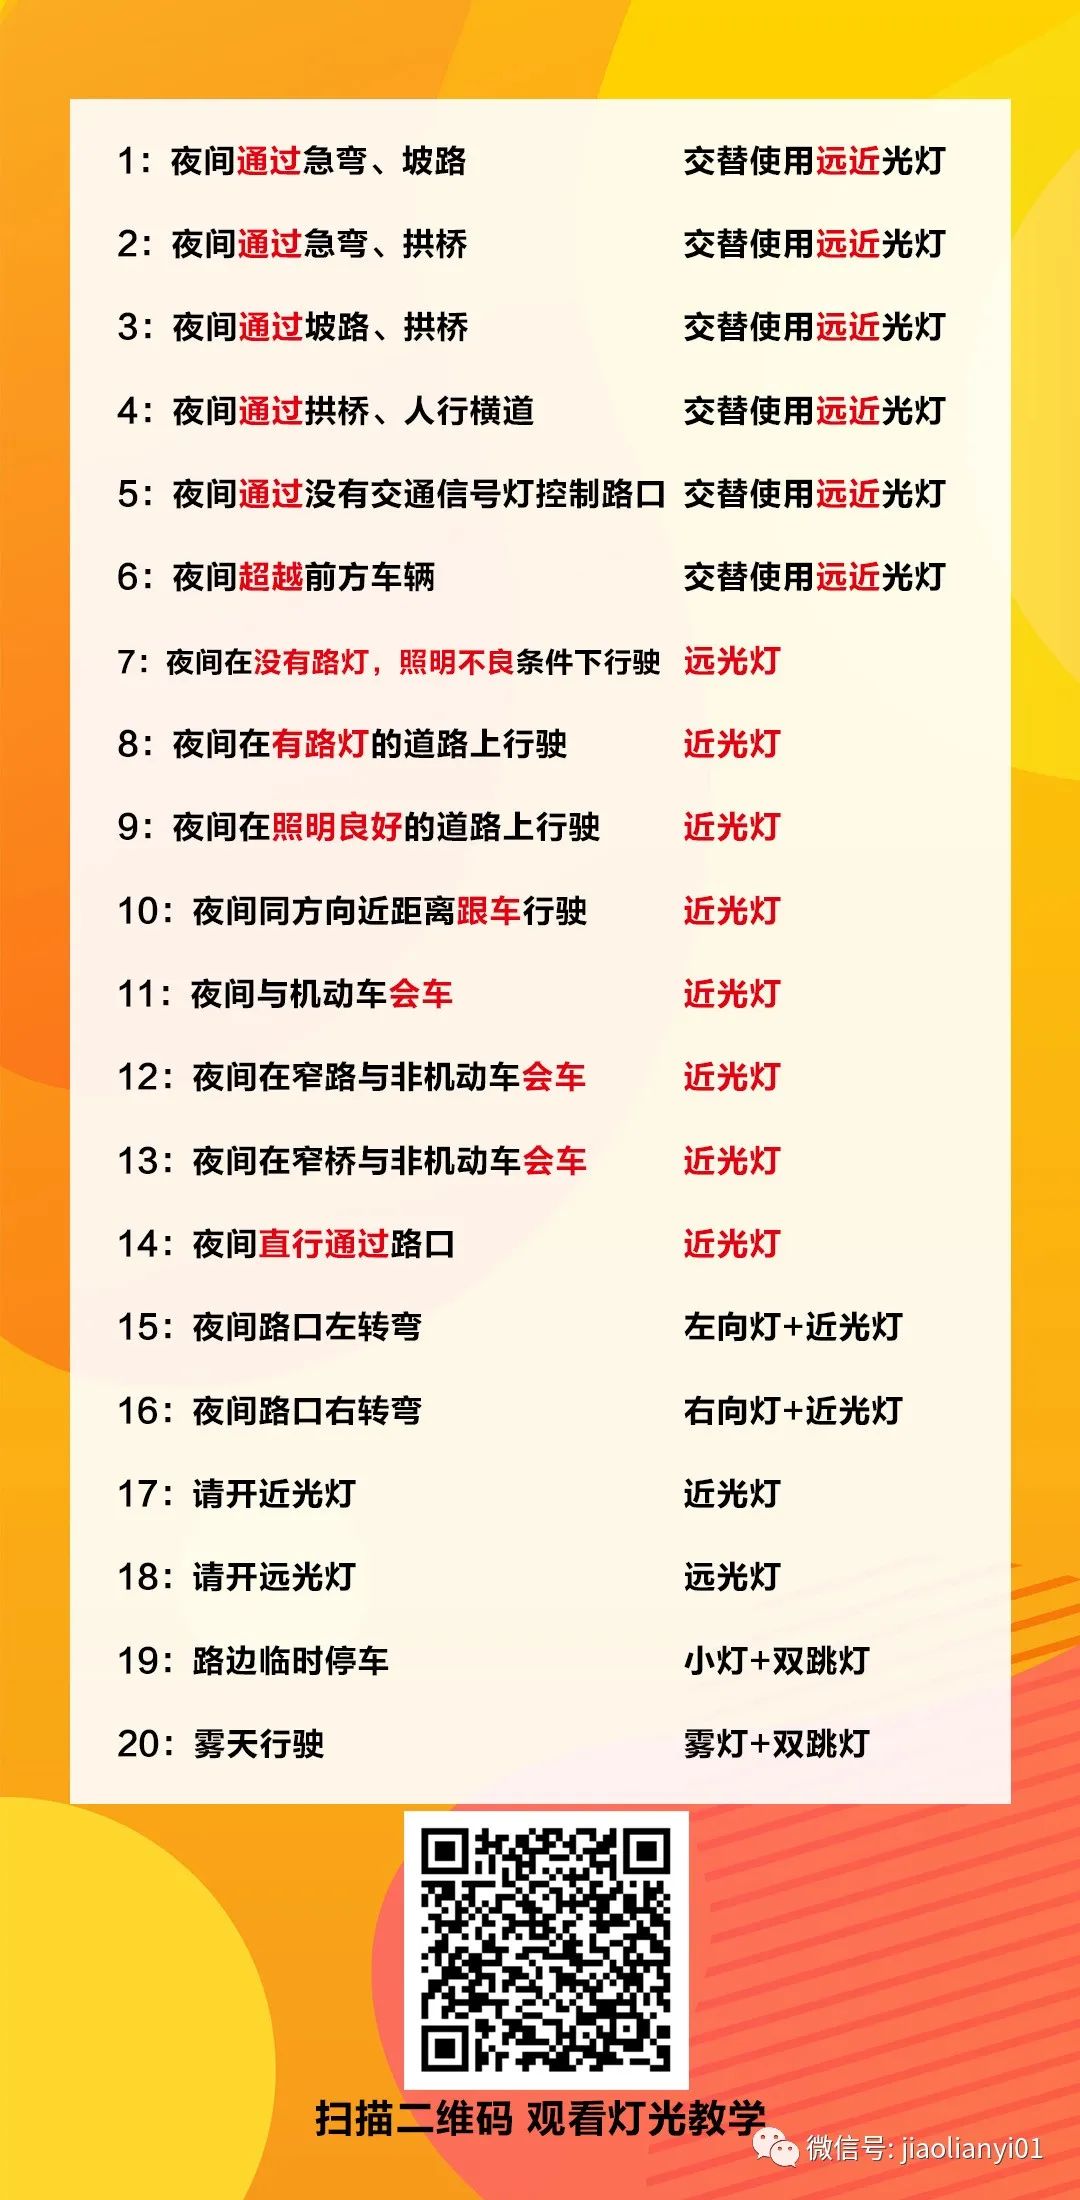 1：夜间通过急弯、坡路 交替使用远近光灯
2：夜间通过急弯、拱桥 交替使用远近光灯
3：夜间通过坡路、拱桥 交替使用远近光灯
4：夜间通过拱桥、人行横道 交替使用远近光灯
5：夜间通过没有交通信号灯控制路口 交替使用远近光灯
6：夜间超越前方车辆 交替使用远近光灯
7：夜间在没有路灯，照明不良条件下行驶 远光灯
8：夜间在有路灯的道路上行驶 近光灯
9：夜间在照明良好的道路上行驶 近光灯
10：夜间同方向近距离跟车行驶 近光灯
11：夜间与机动车会车 近光灯
12：夜间在窄路与非机动车会车 近光灯
13：夜间在窄桥与非机动车会车 近光灯
14：夜间直行通过路口 近光灯
15：夜间路口左转弯 左向灯+近光灯
16：夜间路口右转弯 右向灯+近光灯
17：请开近光灯 近光灯
18：请开远光灯 远光灯
19：路边临时停车 小灯+双跳灯
20：雾天行驶 雾灯+双跳灯
扫描二维码 观看灯光教学
微信号: jiaolianyi01